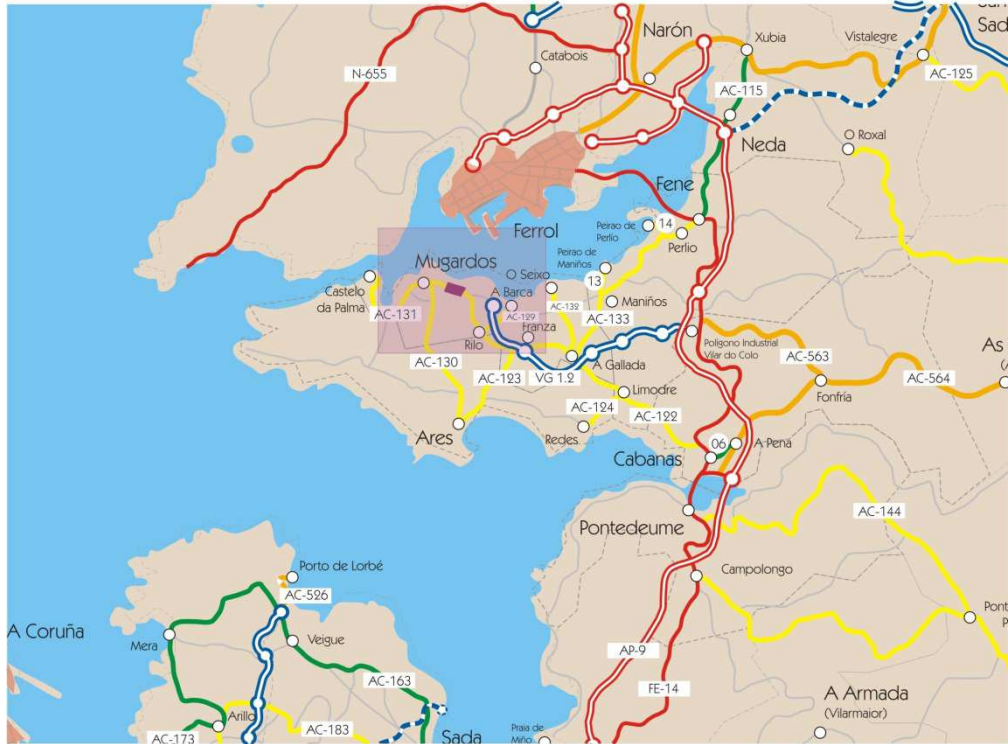 Narón
Xubia
Vistalegre
Sad
Catabois
N-655
AC-125
AC-115
O Roxal
Neda
Fene
14
Peirao de
Perlío
Perlio
Ferrol
Peirao de
Maniños
Mugardos
O Seixo
13
Castelo
da Palma
A Barca
AC-132
Maniños
AC-131
AC-129
AC-133
Franza
Rilo
Polígono Industrial
Vilar do Colo
As
AC-130
A Gallada
AC-563
AC-123
VG 1.2
AC-564
Limodre
Fonfría
AC-124
AC-122
Ares
Redes
06
A Pena
Cabanas
AC-144
Pontedeume
Porto de Lorbé
Campolongo
AC-526
Pont
P
A Coruña
Mera
Veigue
AP-9
AC-163
FE-14
A Armada
(Vilarmaior)
Arillo
AC-183
Praia de
Miño
AC-173
Sada